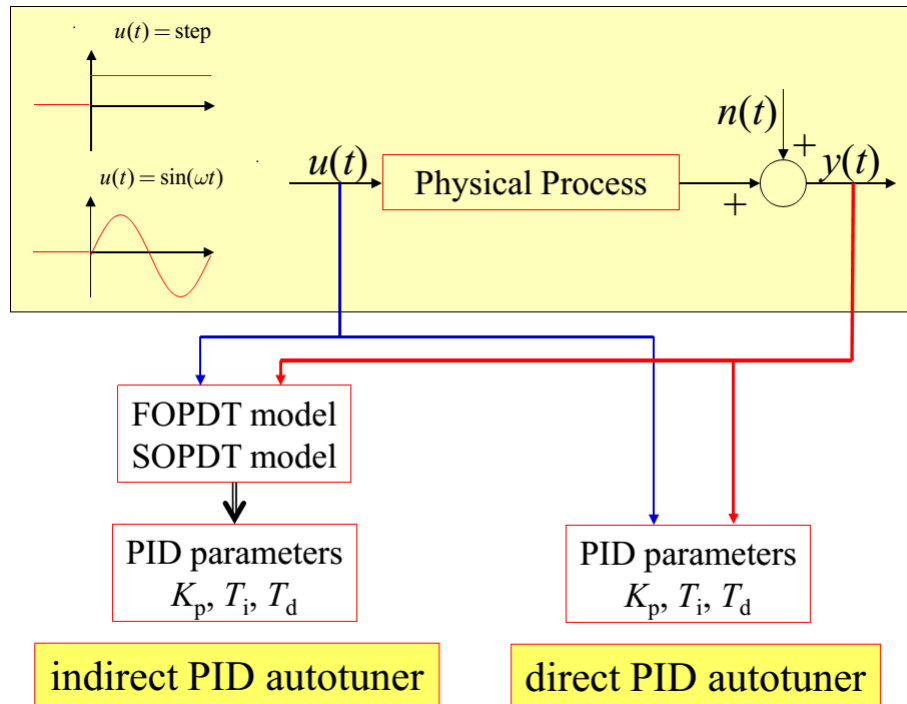 u(t) = step
u(t) = sin(ωt)
u(t)
Physical Process
n(t)
+
+
y(t)
FOPDT model
SOPDT model
PID parameters
Kp, Ti, Td
PID parameters
Kp, Ti, Td
indirect PID autotuner
direct PID autotuner